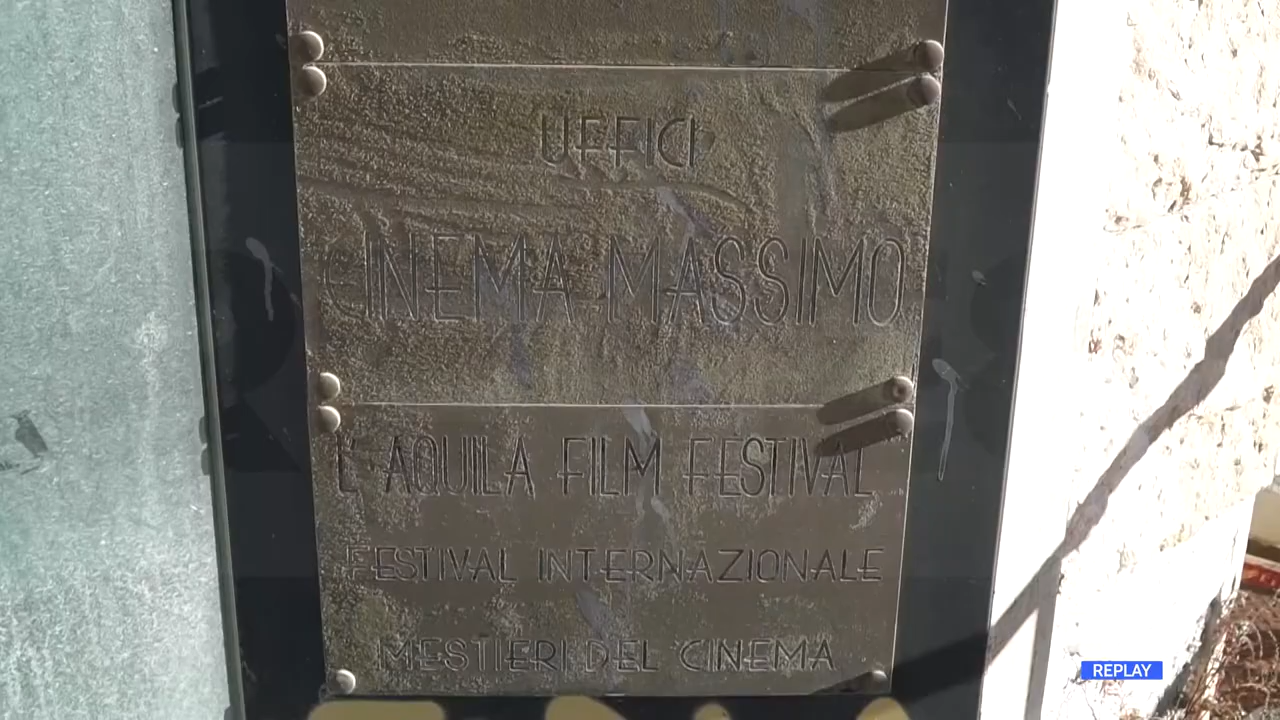 UFFICI
CINEMA MASSIMO
L'AQUILA FILM FESTIVAL
FESTIVAL INTERNAZIONALE
MESTIERI DEL CINEMA
REPLAY